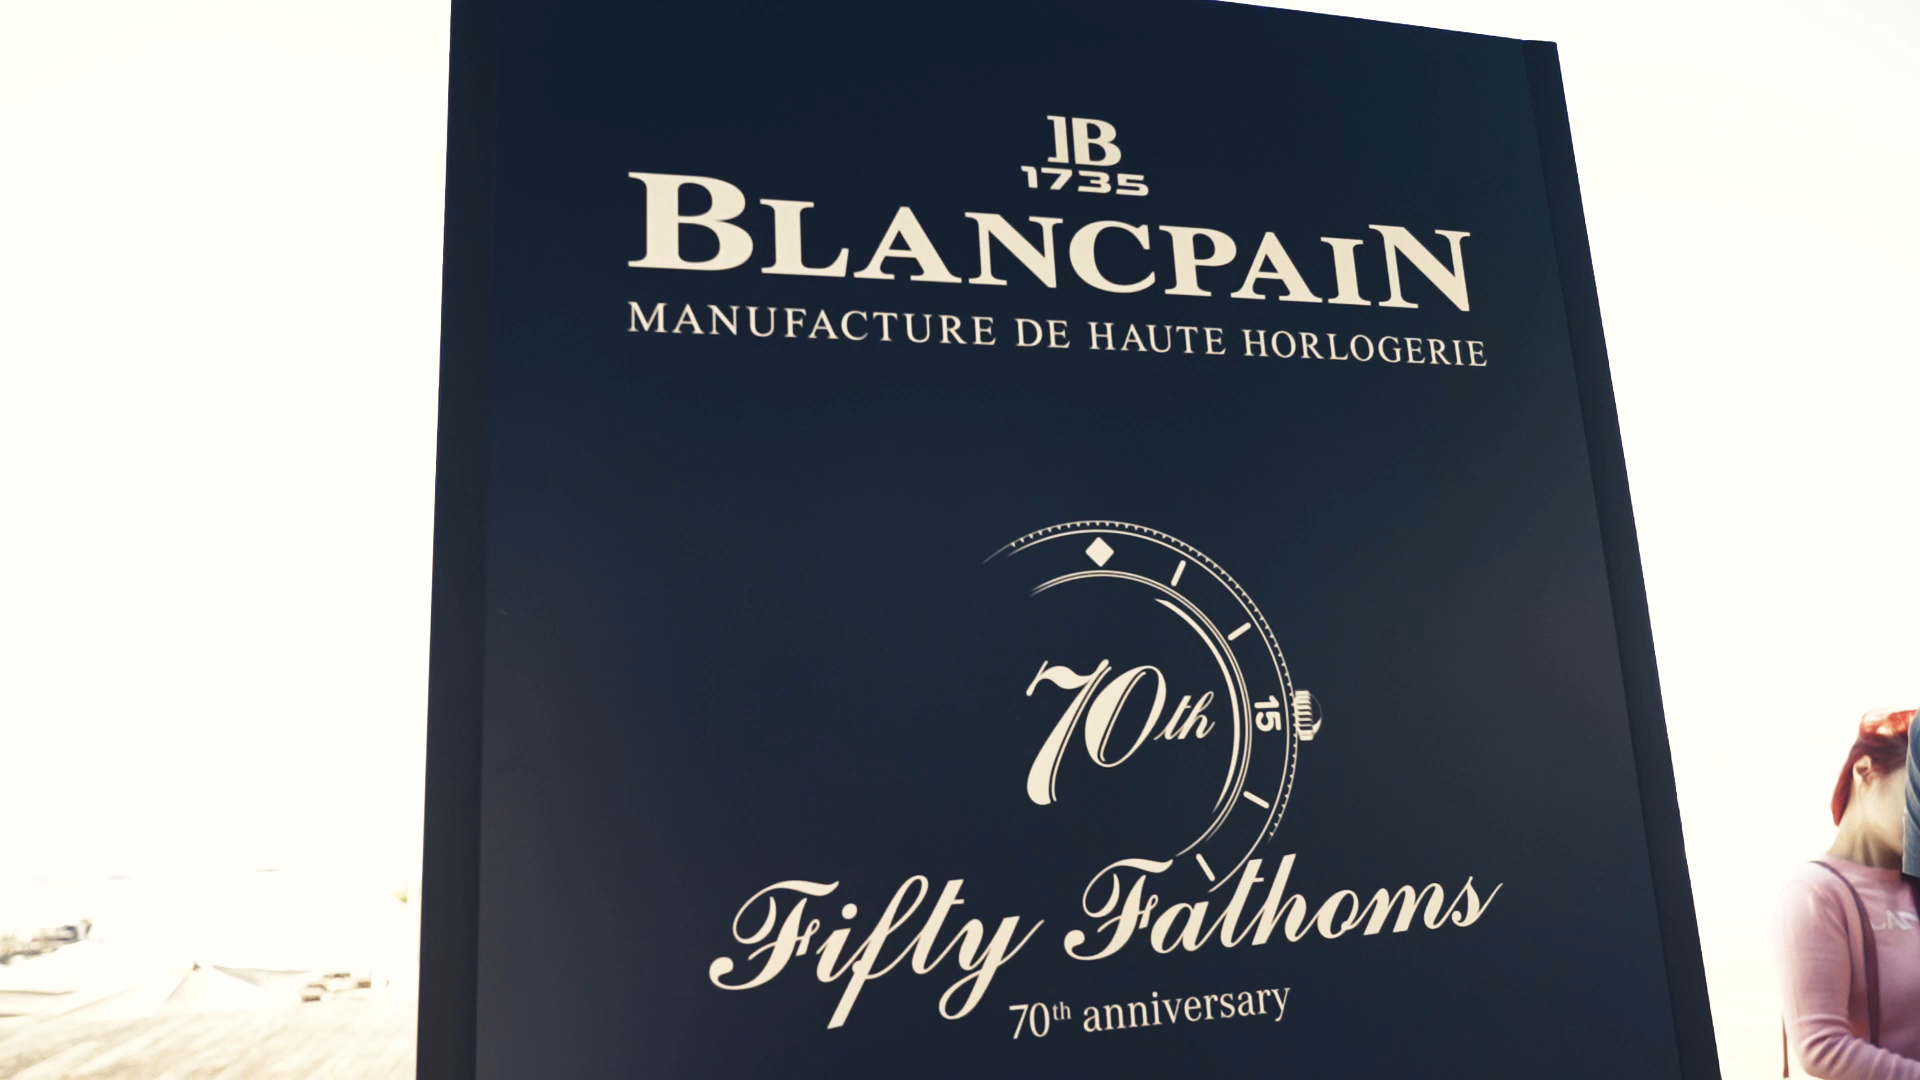 JB
1735
BLANCPAIN
MANUFACTURE DE HAUTE HORLOGERIE
70th
15
Fifty Fathoms
70th anniversary